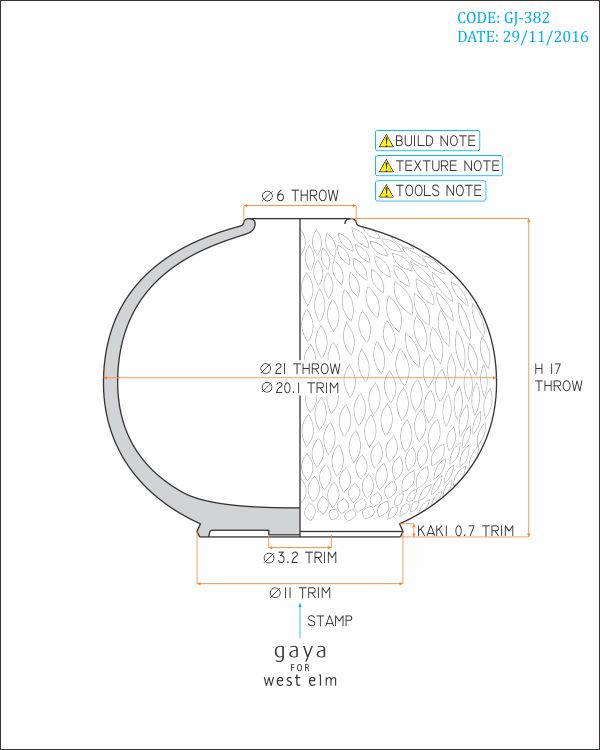 CODE: GJ-382
DATE: 29/11/2016
⚠BUILD NOTE
⚠TEXTURE NOTE
⚠TOOLS NOTE
∅6 THROW
∅21 THROW
∅20.1 TRIM
H 17
THROW
KAKI 0.7 TRIM
∅3.2 TRIM
∅11 TRIM
STAMP
gaya
FOR
west elm